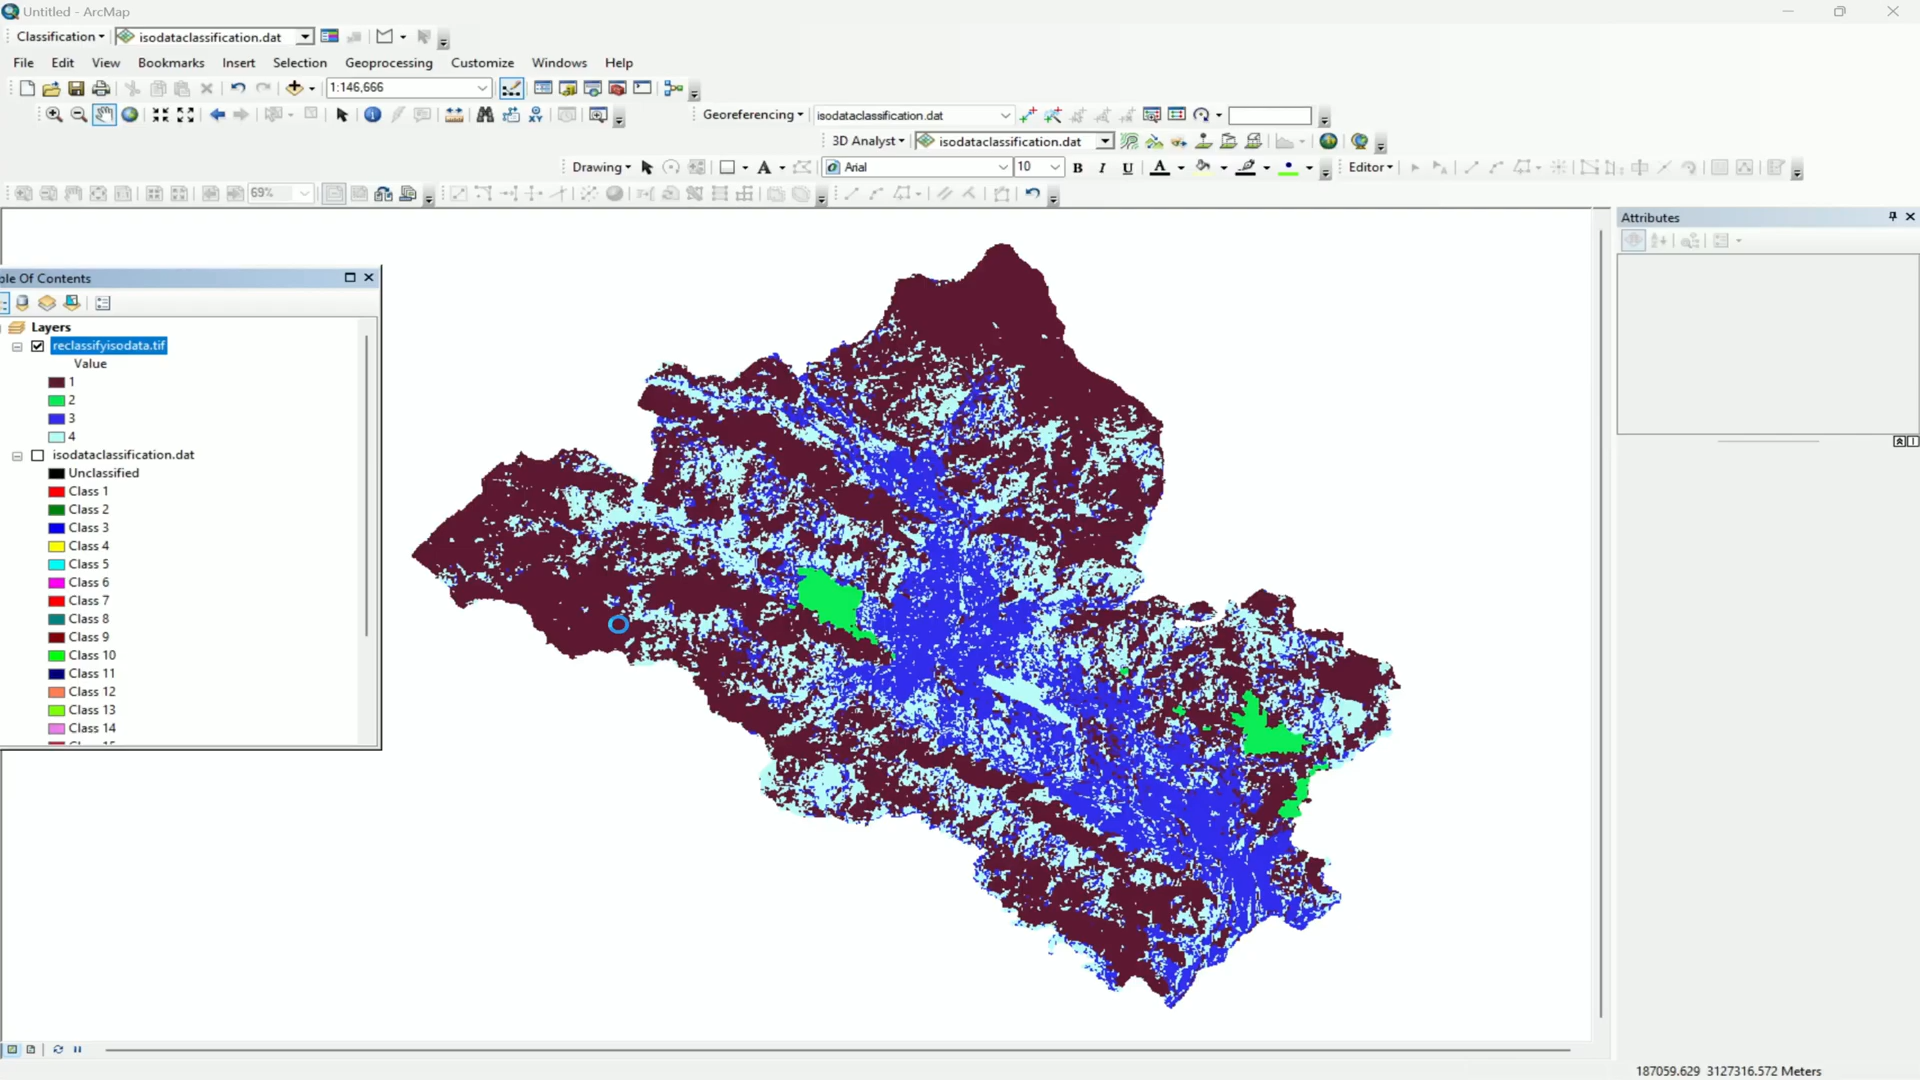 Untitled - ArcMap
Classification isodataclassification.dat
File Edit View Bookmarks Insert Selection Geoprocessing Customize Windows Help
1:146,666
Georeferencing isodataclassification.dat
3D Analyst isodataclassification.dat
Drawing A Arial 10 B I U A Editor
69%
Attributes
ble Of Contents
Layers
reclassifyisodata.tif
Value
1
2
3
4
isodataclassification.dat
Unclassified
Class 1
Class 2
Class 3
Class 4
Class 5
Class 6
Class 7
Class 8
Class 9
Class 10
Class 11
Class 12
Class 13
Class 14
187059.629 3127316.572 Meters